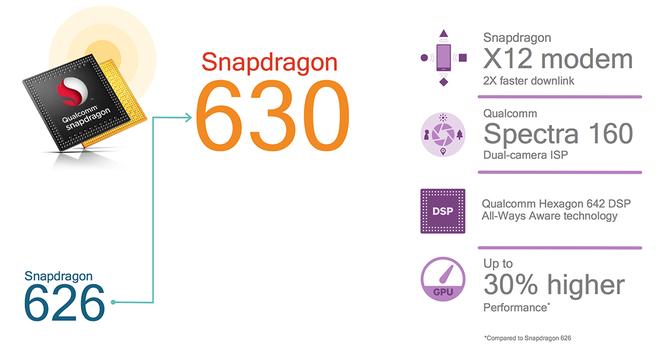 Qualcomm
snapdragon
Snapdragon
630
Snapdragon
626
Snapdragon
X12 modem
2X faster downlink
Qualcomm
Spectra 160
Dual-camera ISP
DSP
Qualcomm Hexagon 642 DSP
All-Ways Aware technology
GPU
Up to
30% higher
Performance*
*Compared to Snapdragon 626